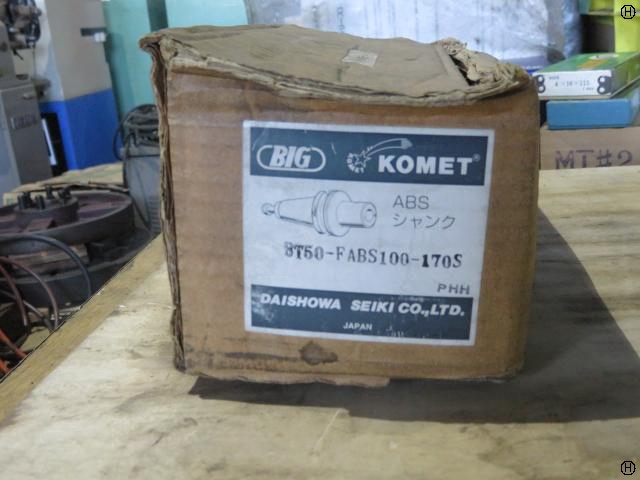 BIG KOMET®
ABS
シャンク
BT50-FABS100-170S
PHH
DAISHOWA SEIKI CO.,LTD.
JAPAN
MT#2
H
H